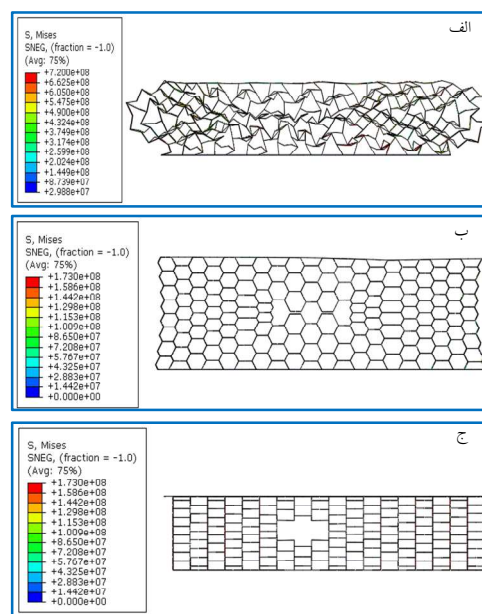 الف
S, Mises
SNEG, (fraction = -1.0)
(Avg: 75%)
+7.200e+08
+6.625e+08
+6.050e+08
+5.475e+08
+4.900e+08
+4.324e+08
+3.749e+08
+3.174e+08
+2.599e+08
+2.024e+08
+1.449e+08
+8.739e+07
+2.988e+07
ب
S, Mises
SNEG, (fraction = -1.0)
(Avg: 75%)
+1.730e+08
+1.586e+08
+1.442e+08
+1.298e+08
+1.153e+08
+1.009e+08
+8.650e+07
+7.208e+07
+5.767e+07
+4.325e+07
+2.883e+07
+1.442e+07
+0.000e+00
ج
S, Mises
SNEG, (fraction = -1.0)
(Avg: 75%)
+1.730e+08
+1.586e+08
+1.442e+08
+1.298e+08
+1.153e+08
+1.009e+08
+8.650e+07
+7.208e+07
+5.767e+07
+4.325e+07
+2.883e+07
+1.442e+07
+0.000e+00